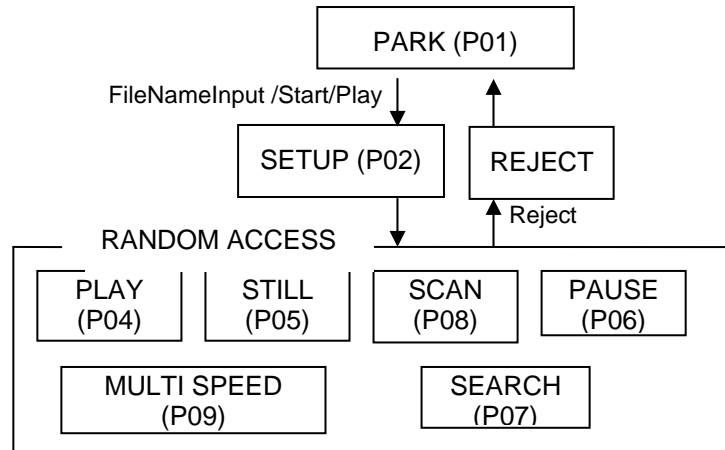 PARK (P01)
FileNameInput /Start/Play
SETUP (P02)
REJECT
Reject
RANDOM ACCESS
PLAY
(P04)
STILL
(P05)
SCAN
(P08)
PAUSE
(P06)
MULTI SPEED
(P09)
SEARCH
(P07)